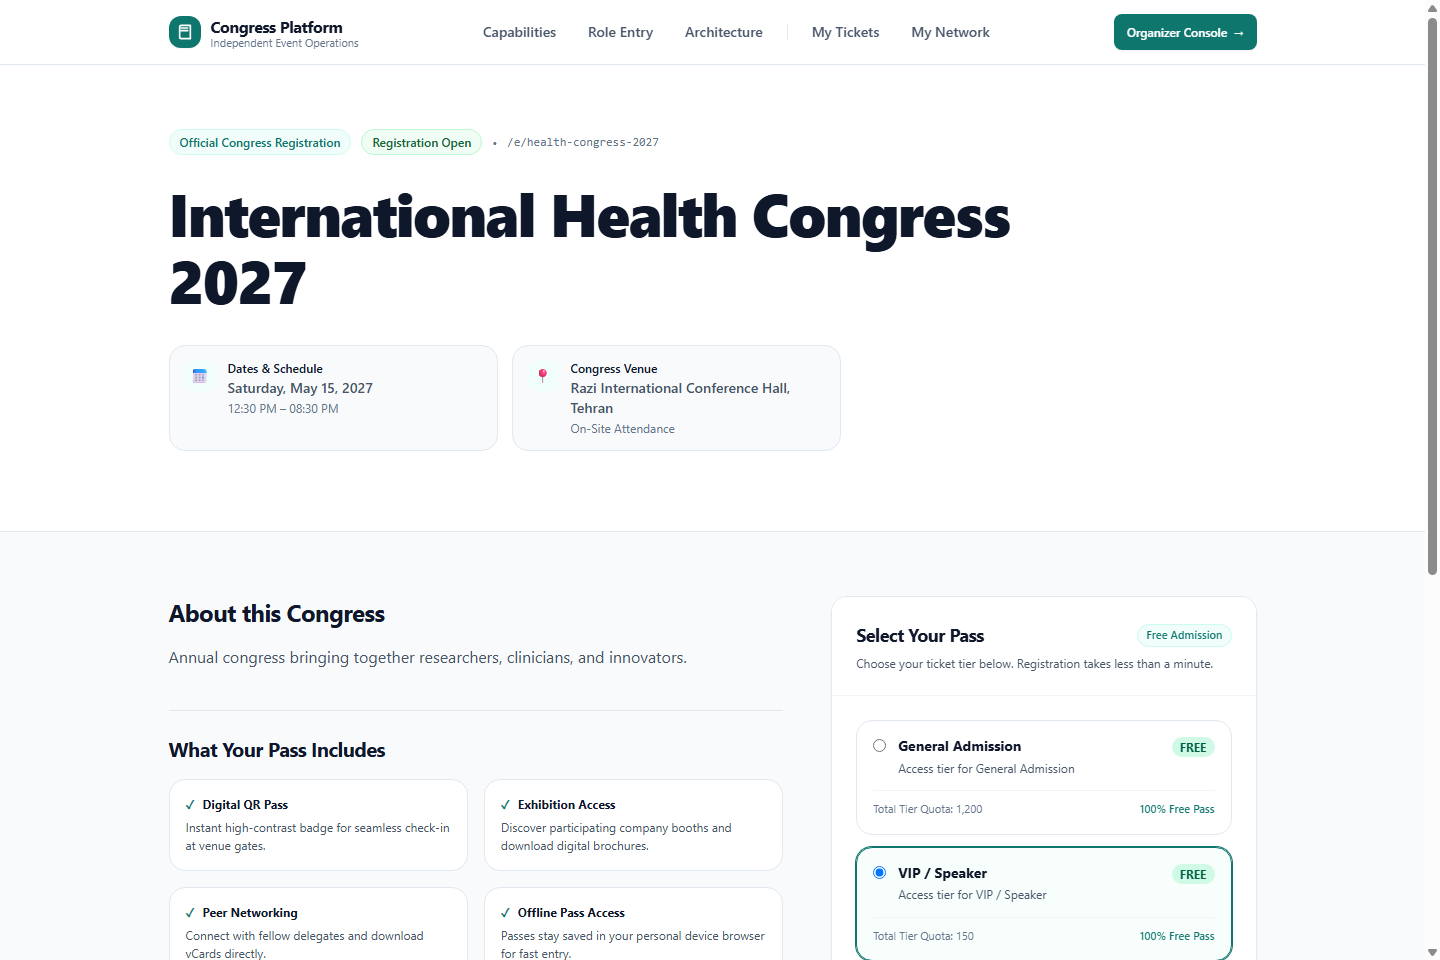 Congress Platform
Independent Event Operations
Capabilities
Role Entry
Architecture
My Tickets
My Network
Organizer Console →
Official Congress Registration
Registration Open
• /e/health-congress-2027
International Health Congress
2027
Dates & Schedule
Saturday, May 15, 2027
12:30 PM – 08:30 PM
Congress Venue
Razi International Conference Hall,
Tehran
On-Site Attendance
About this Congress
Annual congress bringing together researchers, clinicians, and innovators.
What Your Pass Includes
✓ Digital QR Pass
Instant high-contrast badge for seamless check-in
at venue gates.
✓ Exhibition Access
Discover participating company booths and
download digital brochures.
✓ Peer Networking
Connect with fellow delegates and download
vCards directly.
✓ Offline Pass Access
Passes stay saved in your personal device browser
for fast entry.
Select Your Pass
Free Admission
Choose your ticket tier below. Registration takes less than a minute.
General Admission
FREE
Access tier for General Admission
Total Tier Quota: 1,200
100% Free Pass
VIP / Speaker
FREE
Access tier for VIP / Speaker
Total Tier Quota: 150
100% Free Pass